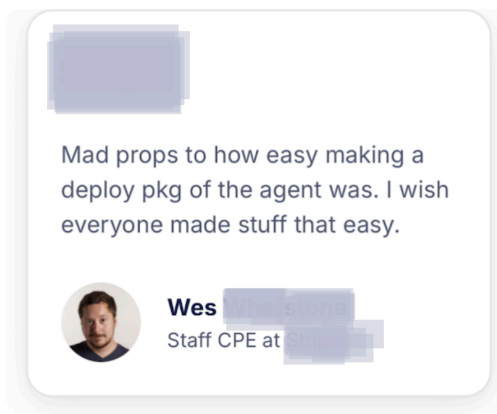 Mad props to how easy making a
deploy pkg of the agent was. I wish
everyone made stuff that easy.
Wes
Staff CPE at